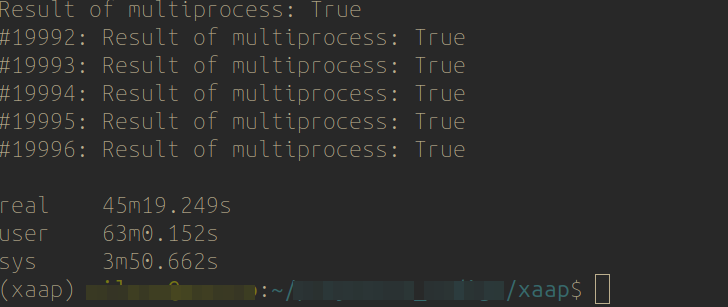 Result of multiprocess: True
#19992: Result of multiprocess: True
#19993: Result of multiprocess: True
#19994: Result of multiprocess: True
#19995: Result of multiprocess: True
#19996: Result of multiprocess: True
real 45m19.249s
user 63m0.152s
sys 3m50.662s
(xaap) :~/ /xaap$